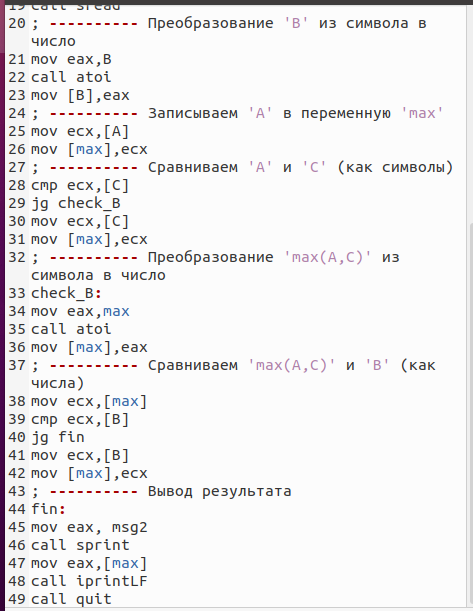 19 call sread
20 ; ---------- Преобразование 'B' из символа в
число
21 mov eax,B
22 call atoi
23 mov [B],eax
24 ; ---------- Записываем 'A' в переменную 'max'
25 mov ecx,[A]
26 mov [max],ecx
27 ; ---------- Сравниваем 'A' и 'C' (как символы)
28 cmp ecx,[C]
29 jg check_B
30 mov ecx,[C]
31 mov [max],ecx
32 ; ---------- Преобразование 'max(A,C)' из
символа в число
33 check_B:
34 mov eax,max
35 call atoi
36 mov [max],eax
37 ; ---------- Сравниваем 'max(A,C)' и 'B' (как
числа)
38 mov ecx,[max]
39 cmp ecx,[B]
40 jg fin
41 mov ecx,[B]
42 mov [max],ecx
43 ; ---------- Вывод результата
44 fin:
45 mov eax, msg2
46 call sprint
47 mov eax,[max]
48 call iprintLF
49 call quit